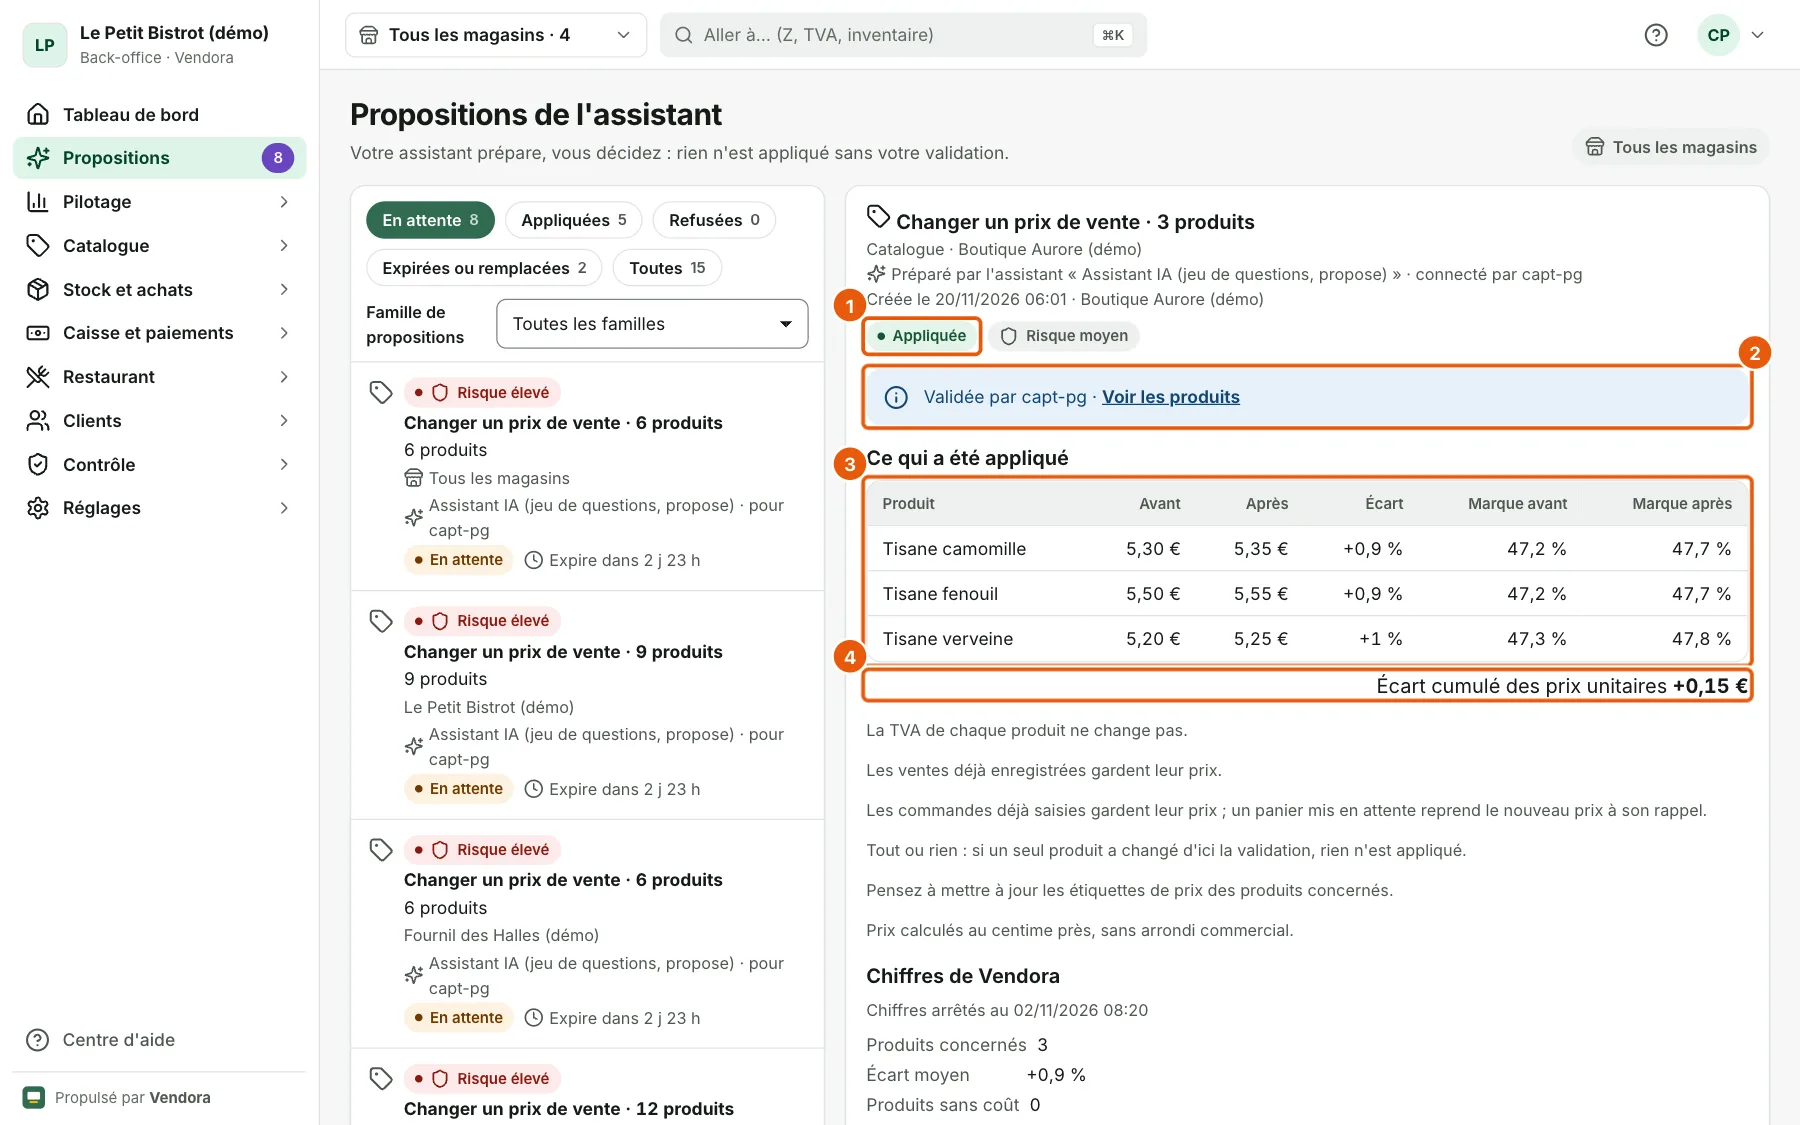 LP
Le Petit Bistrot (démo)
Back-office · Vendora
Tous les magasins · 4
Aller à... (Z, TVA, inventaire)
⌘K
CP
Tableau de bord
Propositions 8
Pilotage
Catalogue
Stock et achats
Caisse et paiements
Restaurant
Clients
Contrôle
Réglages
Centre d'aide
Propulsé par Vendora
Propositions de l'assistant
Votre assistant prépare, vous décidez : rien n'est appliqué sans votre validation.
Tous les magasins
En attente 8
Appliquées 5
Refusées 0
Expirées ou remplacées 2
Toutes 15
Famille de
propositions
Toutes les familles
Risque élevé
Changer un prix de vente · 6 produits
6 produits
Tous les magasins
Assistant IA (jeu de questions, propose) · pour
capt-pg
En attente
Expire dans 2 j 23 h
Risque élevé
Changer un prix de vente · 9 produits
9 produits
Le Petit Bistrot (démo)
Assistant IA (jeu de questions, propose) · pour
capt-pg
En attente
Expire dans 2 j 23 h
Risque élevé
Changer un prix de vente · 6 produits
6 produits
Fournil des Halles (démo)
Assistant IA (jeu de questions, propose) · pour
capt-pg
En attente
Expire dans 2 j 23 h
Risque élevé
Changer un prix de vente · 12 produits
Changer un prix de vente · 3 produits
Catalogue · Boutique Aurore (démo)
Préparé par l'assistant « Assistant IA (jeu de questions, propose) » · connecté par capt-pg
Créée le 20/11/2026 06:01 · Boutique Aurore (démo)
1
Appliquée
Risque moyen
2
Validée par capt-pg · Voir les produits
3
Ce qui a été appliqué
Produit Avant Après Écart Marque avant Marque après
Tisane camomille 5,30 € 5,35 € +0,9 % 47,2 % 47,7 %
Tisane fenouil 5,50 € 5,55 € +0,9 % 47,2 % 47,7 %
Tisane verveine 5,20 € 5,25 € +1 % 47,3 % 47,8 %
4
Écart cumulé des prix unitaires +0,15 €
La TVA de chaque produit ne change pas.
Les ventes déjà enregistrées gardent leur prix.
Les commandes déjà saisies gardent leur prix ; un panier mis en attente reprend le nouveau prix à son rappel.
Tout ou rien : si un seul produit a changé d'ici la validation, rien n'est appliqué.
Pensez à mettre à jour les étiquettes de prix des produits concernés.
Prix calculés au centime près, sans arrondi commercial.
Chiffres de Vendora
Chiffres arrêtés au 02/11/2026 08:20
Produits concernés 3
Écart moyen +0,9 %
Produits sans coût 0